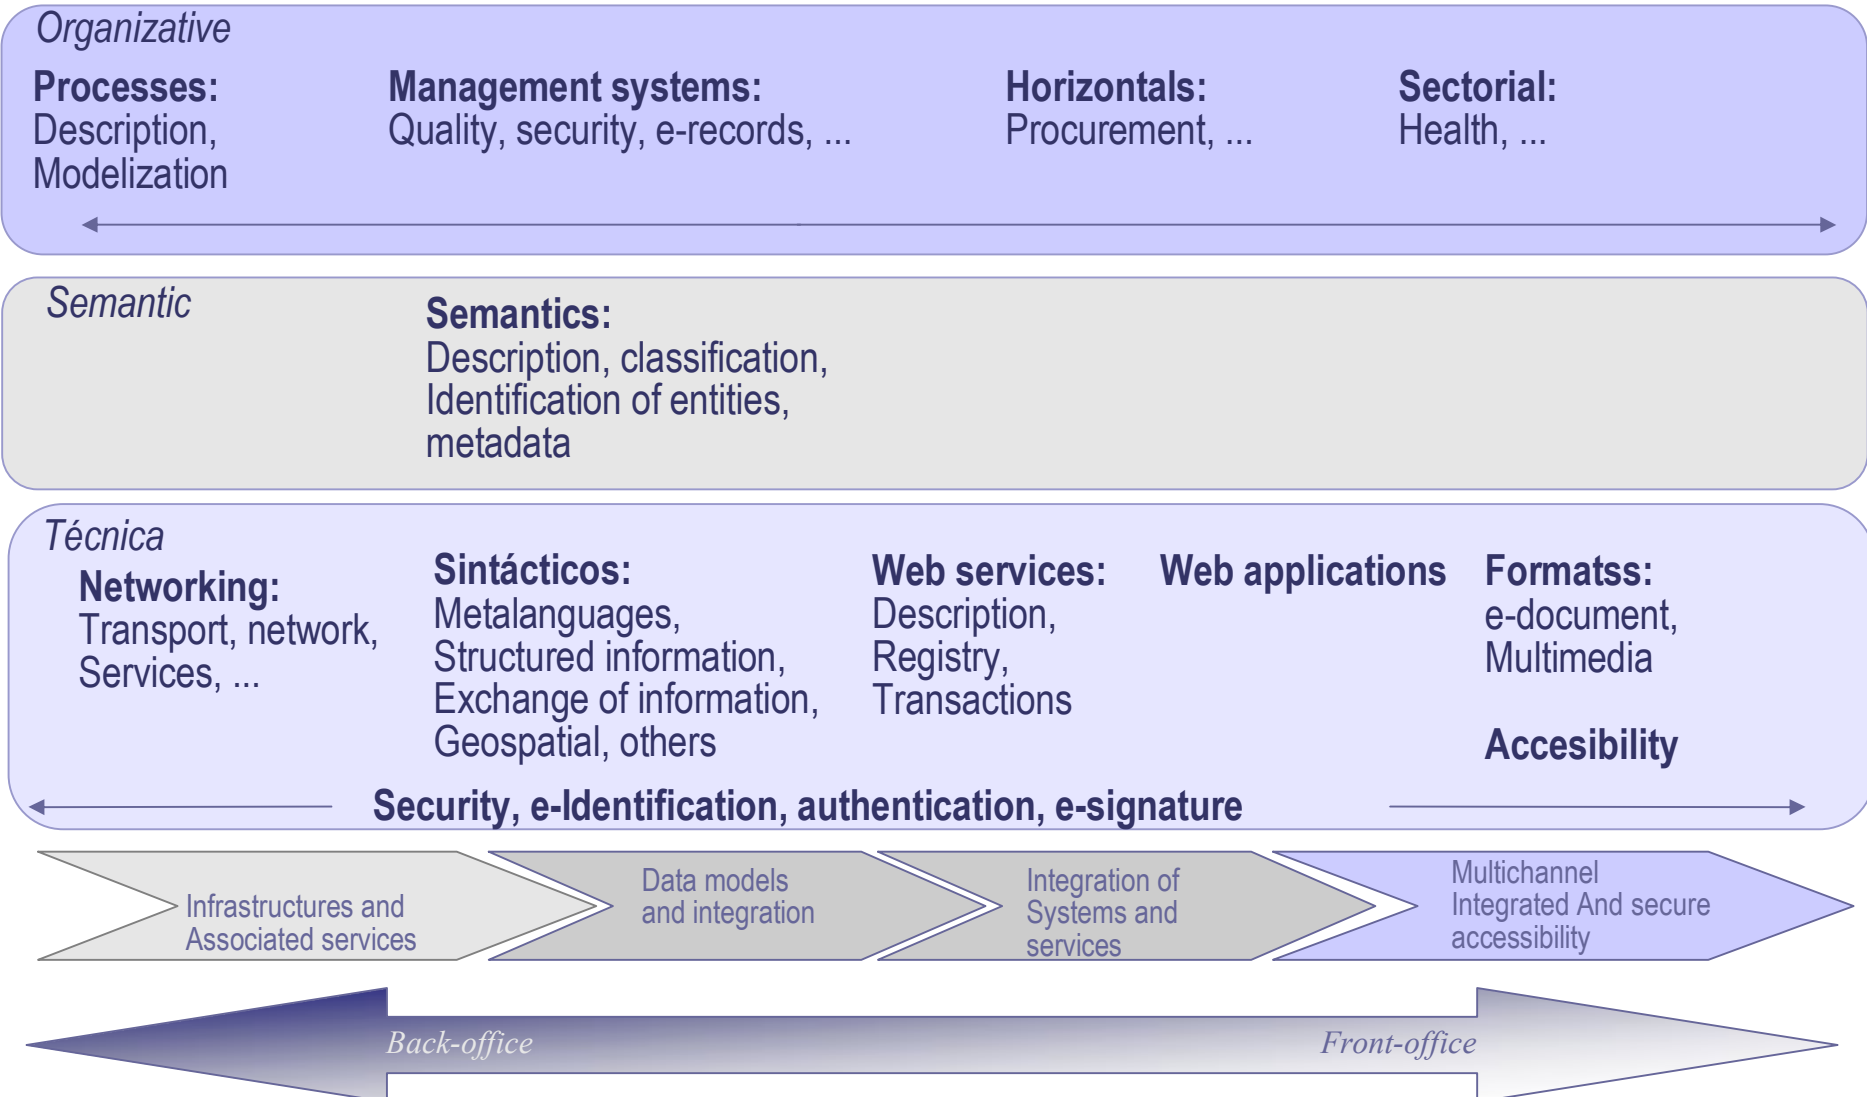 Organizative
Processes:
Description,
Modelization
Management systems:
Quality, security, e-records, ...
Horizontals:
Procurement, ...
Sectorial:
Health, ...
Semantic
Semantics:
Description, classification,
Identification of entities,
metadata
Técnica
Networking:
Transport, network,
Services, ...
Sintácticos:
Metalanguages,
Structured information,
Exchange of information,
Geospatial, others
Web services:
Description,
Registry,
Transactions
Web applications
Formatss:
e-document,
Multimedia
Accesibility
Security, e-Identification, authentication, e-signature
Infrastructures and
Associated services
Data models
and integration
Integration of
Systems and
services
Multichannel
Integrated And secure
accessibility
Back-office
Front-office